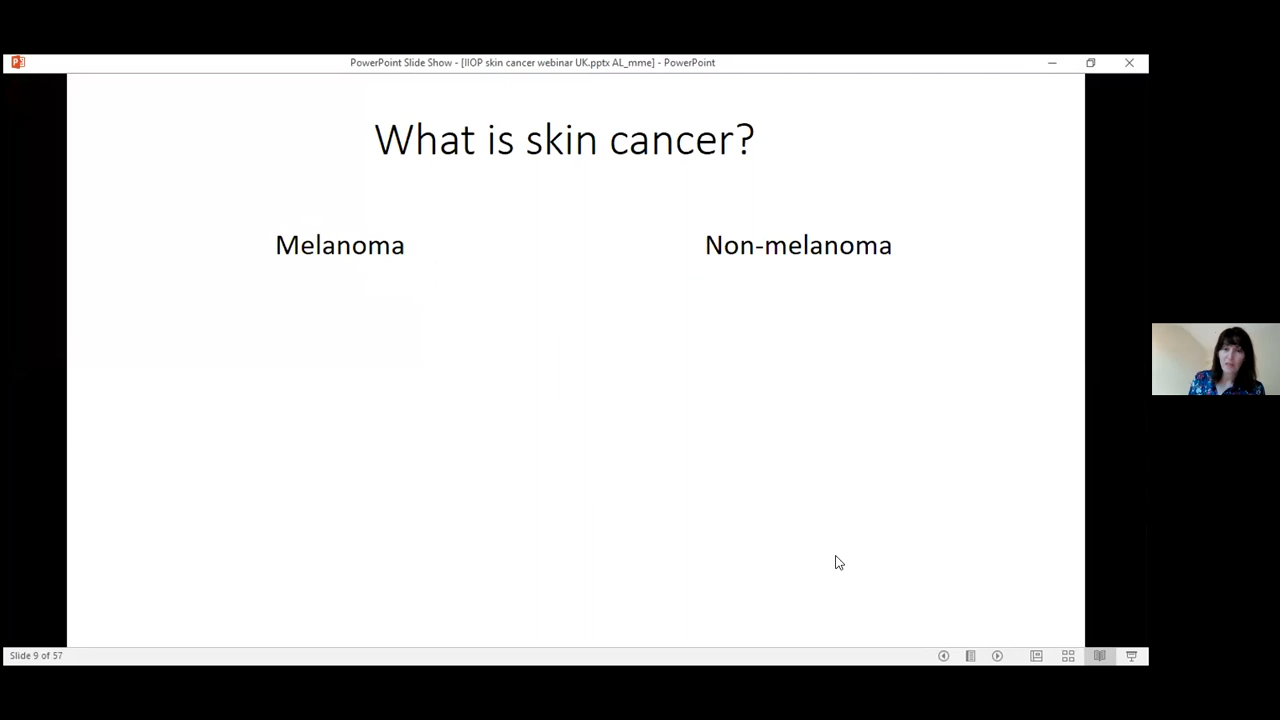 PowerPoint Slide Show - [IIOP skin cancer webinar UK.pptx AL_mme] - PowerPoint
What is skin cancer?
Melanoma
Non-melanoma
Slide 9 of 57